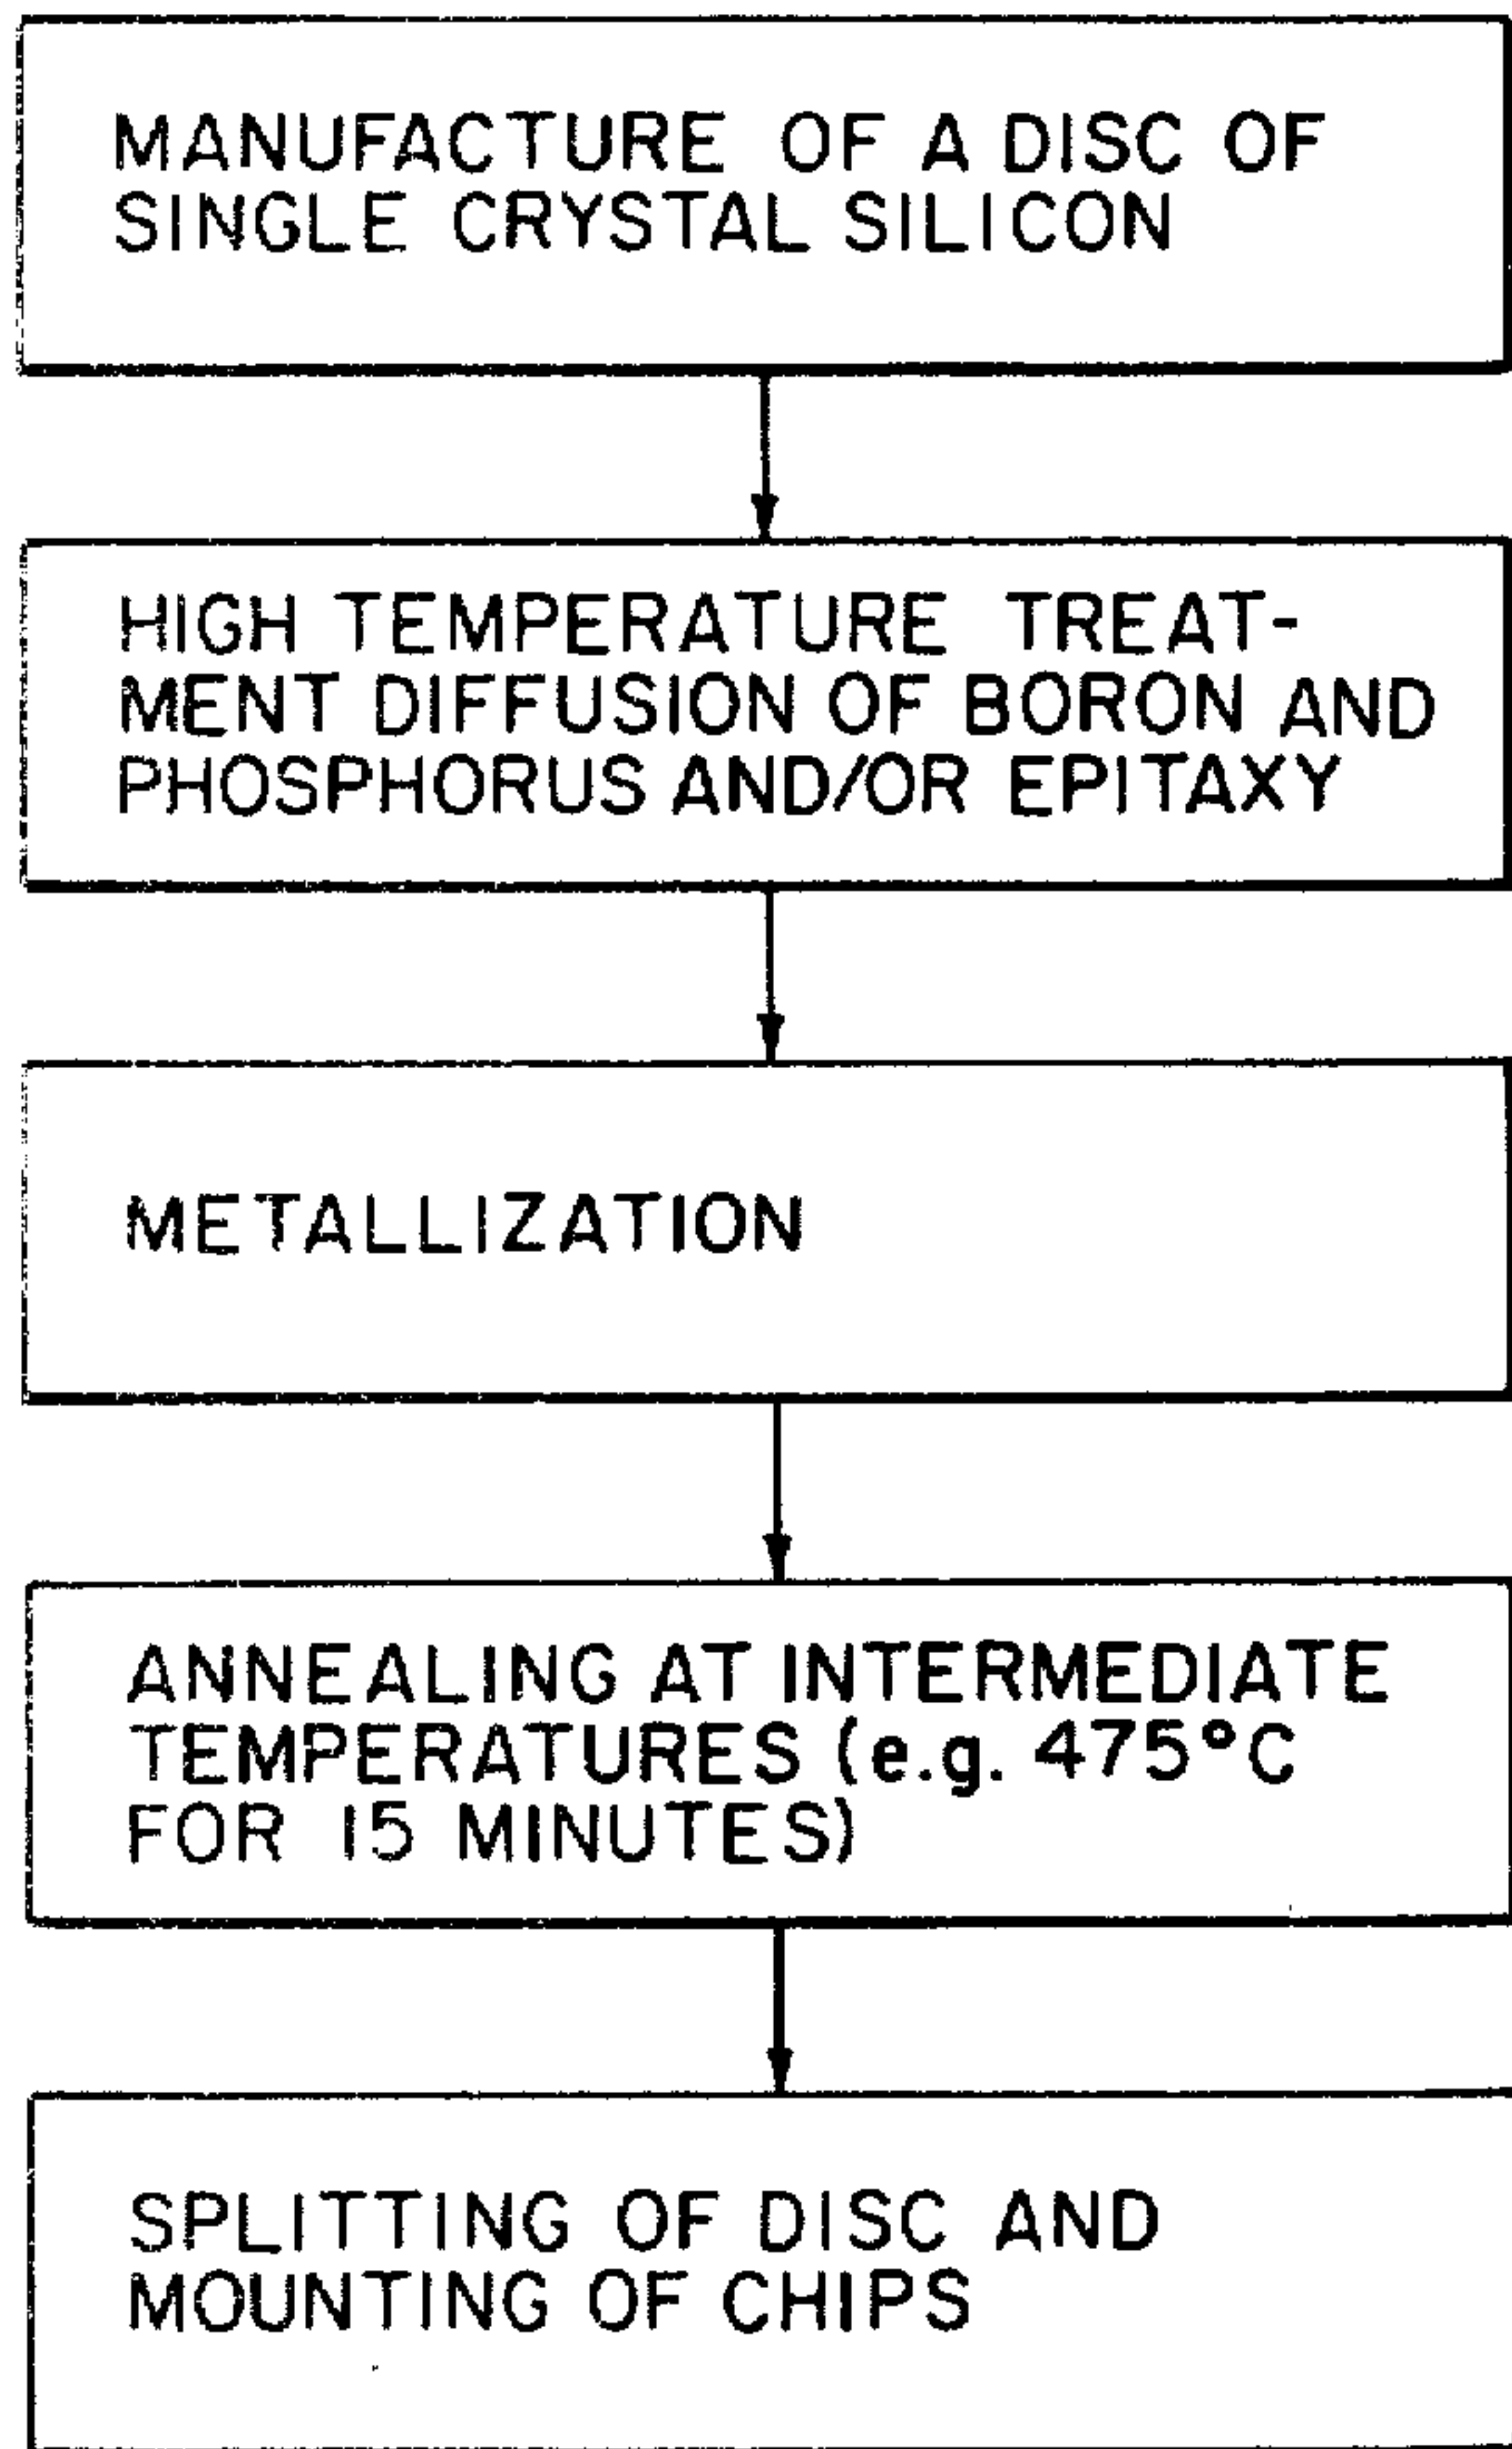 MANUFACTURE OF A DISC OF
SINGLE CRYSTAL SILICON
HIGH TEMPERATURE TREAT-
MENT DIFFUSION OF BORON AND
PHOSPHORUS AND/OR EPITAXY
METALLIZATION
ANNEALING AT INTERMEDIATE
TEMPERATURES (e.g. 475°C
FOR 15 MINUTES)
SPLITTING OF DISC AND
MOUNTING OF CHIPS